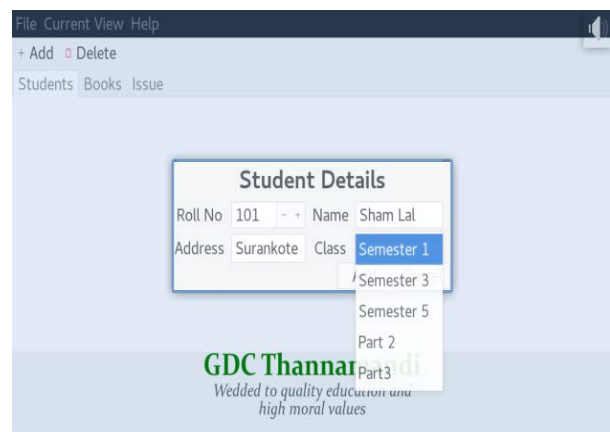 File Current View Help
+ Add Delete
Students Books Issue
Student Details
Roll No 101 - + Name Sham Lal
Address Surankote Class Semester 1
Semester 3
Semester 5
Part 2
Part3
GDC Thannamandi
Wedded to quality education and
high moral values